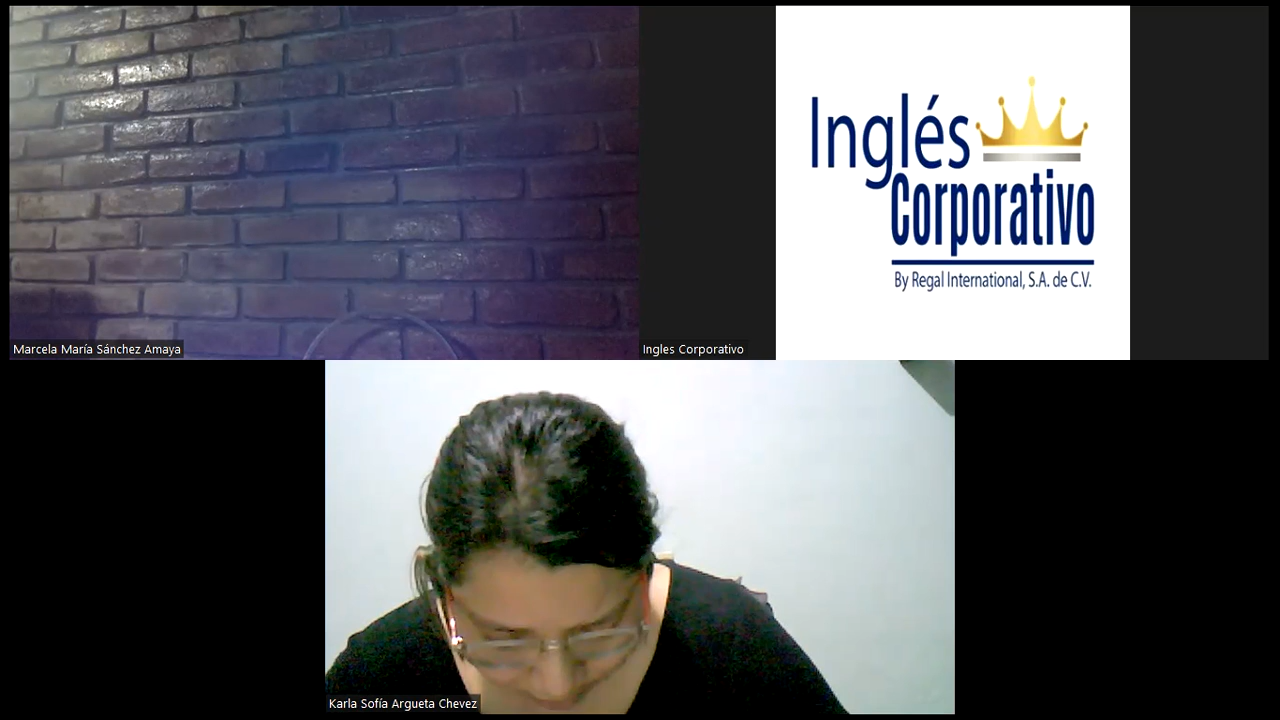 Inglés
Corporativo
By Regal International, S.A. de C.V.
Marcela María Sánchez Amaya
Ingles Corporativo
Karla Sofía Argueta Chevez